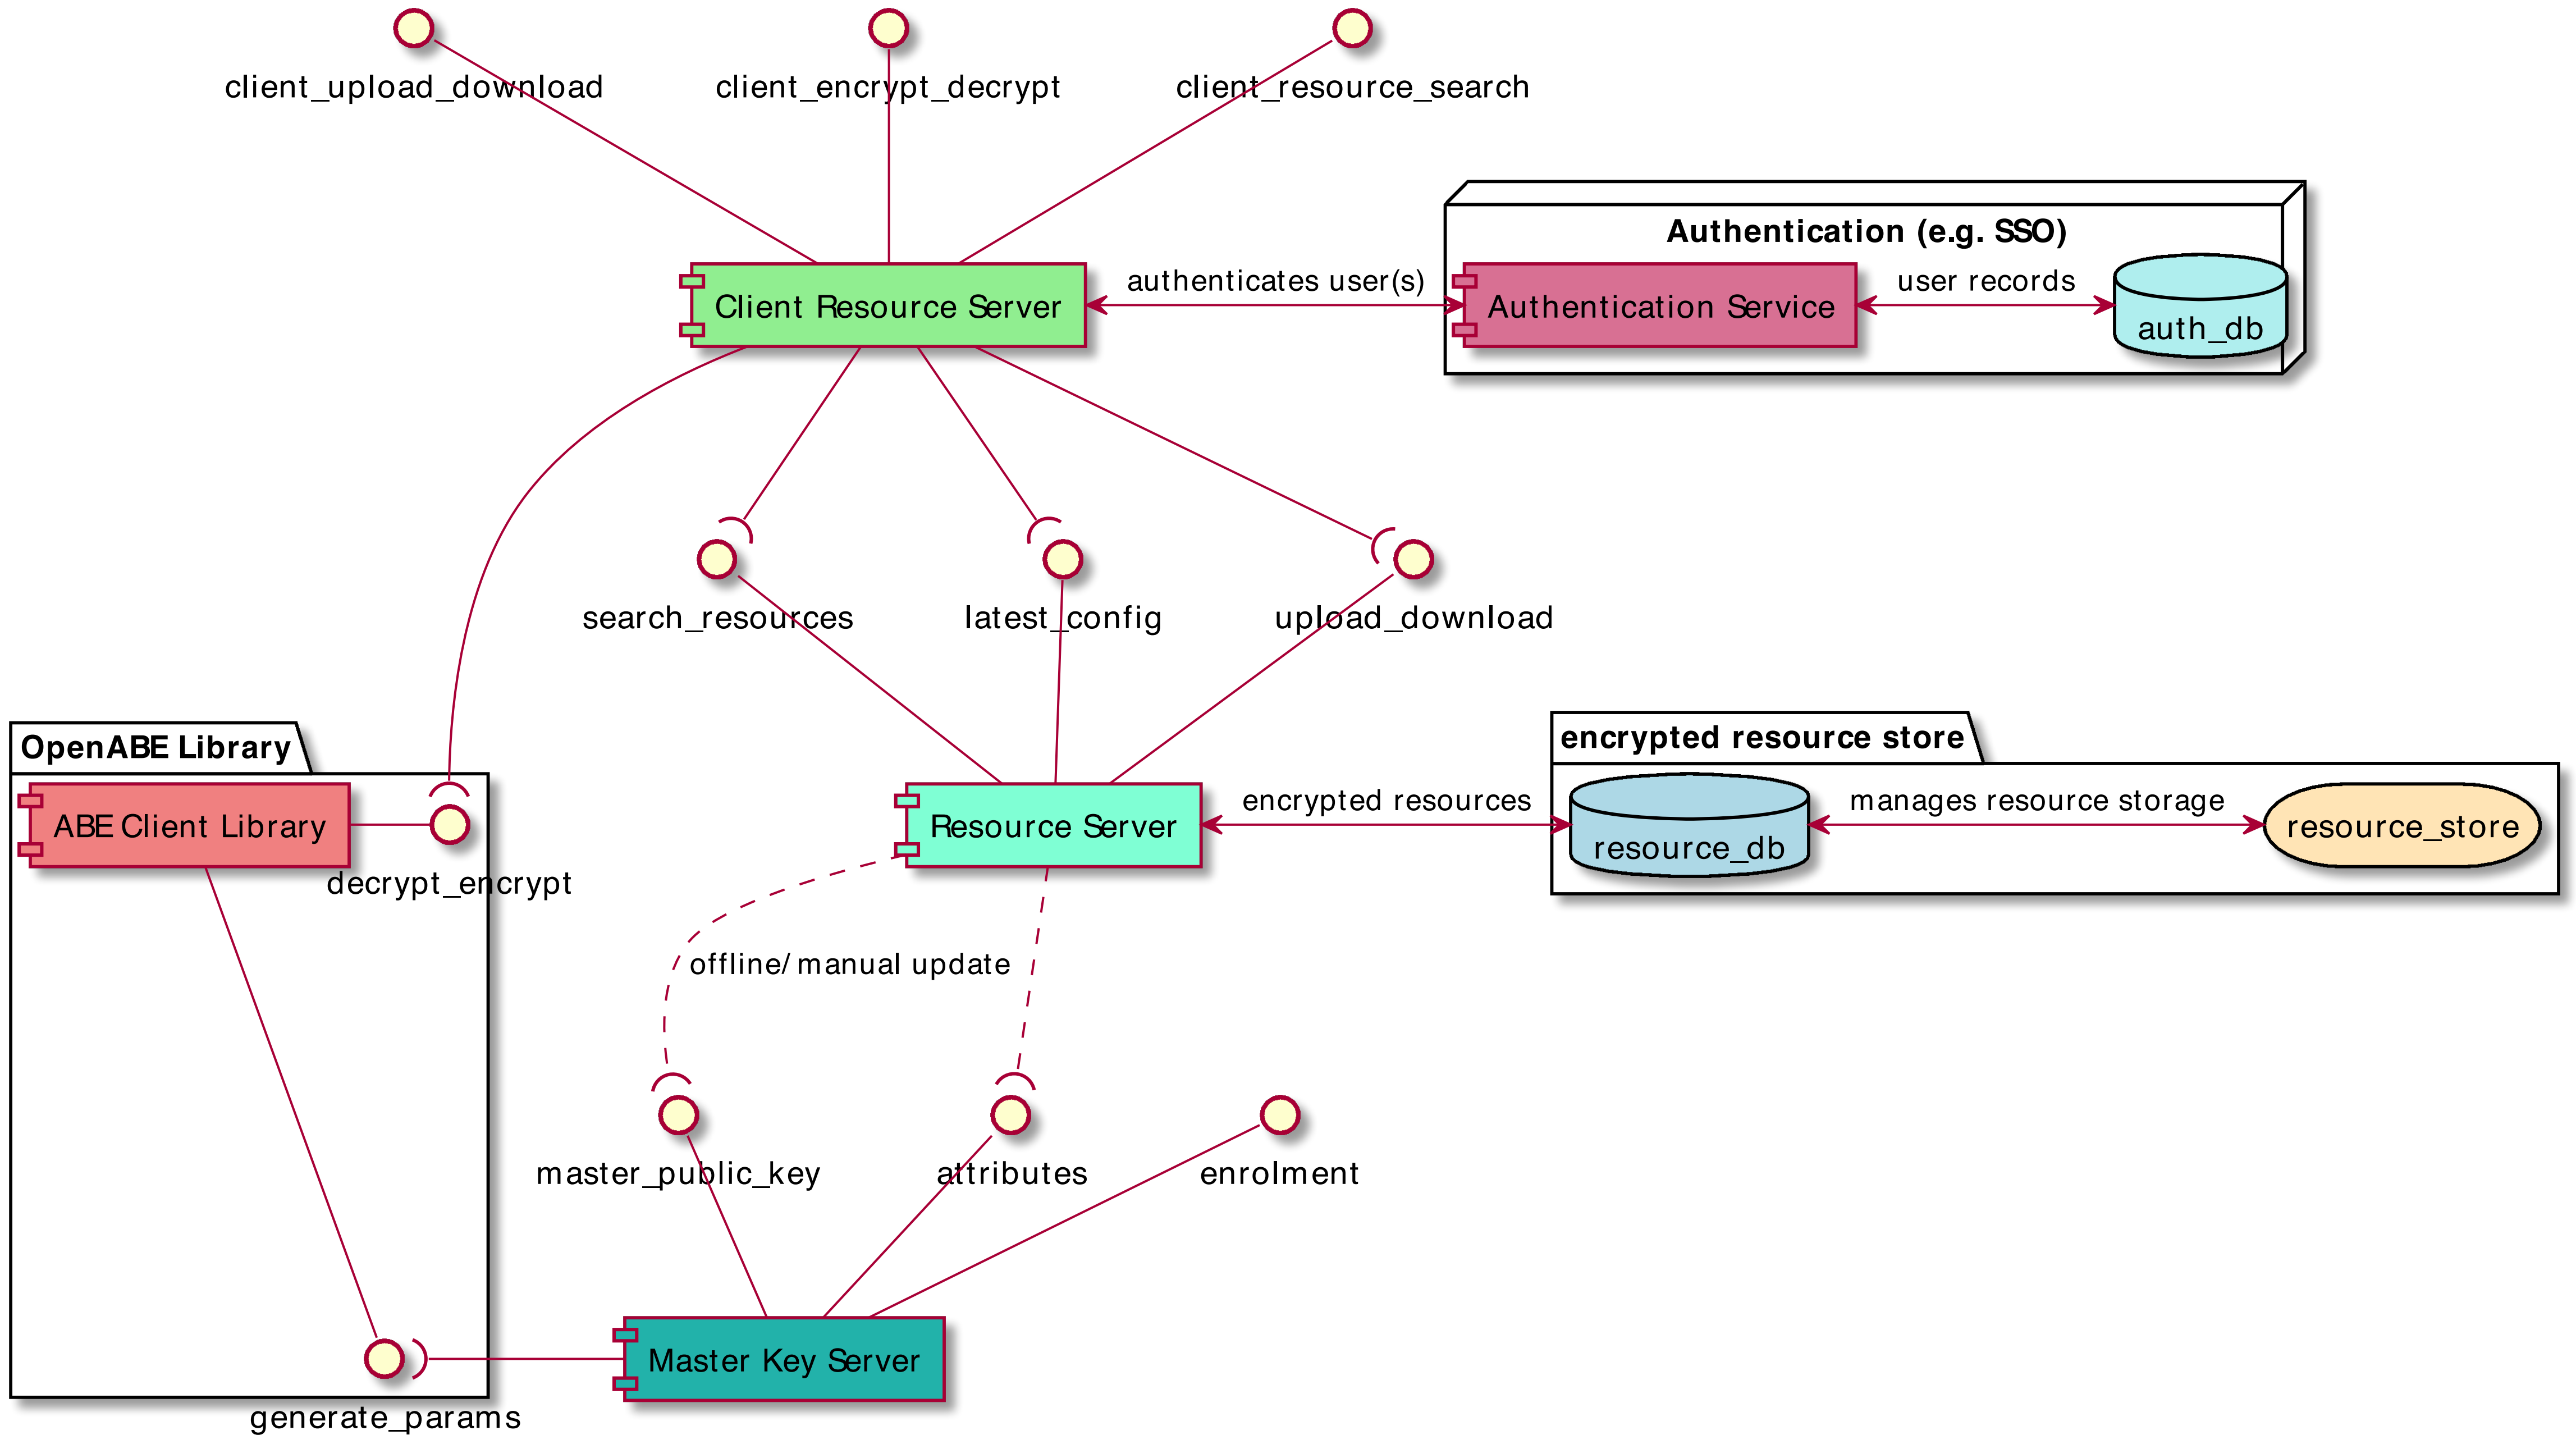 client_upload_download
client_encrypt_decrypt
client_resource_search
Authentication (e.g. SSO)
Client Resource Server
authenticates user(s)
Authentication Service
user records
auth_db
search_resources
latest_config
upload_download
OpenABE Library
ABE Client Library
decrypt_encrypt
Resource Server
encrypted resources
encrypted resource store
resource_db
manages resource storage
resource_store
offline/ manual update
master_public_key
attributes
enrolment
Master Key Server
generate_params